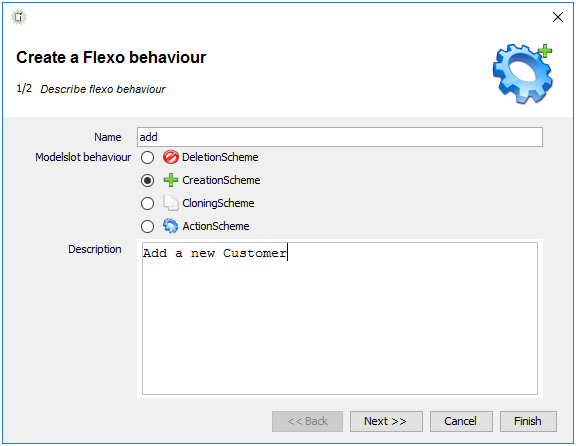 Create a Flexo behaviour
1/2 Describe flexo behaviour
Name add
Modelslot behaviour DeletionScheme
CreationScheme
CloningScheme
ActionScheme
Description Add a new Customer
<< Back Next >> Cancel Finish